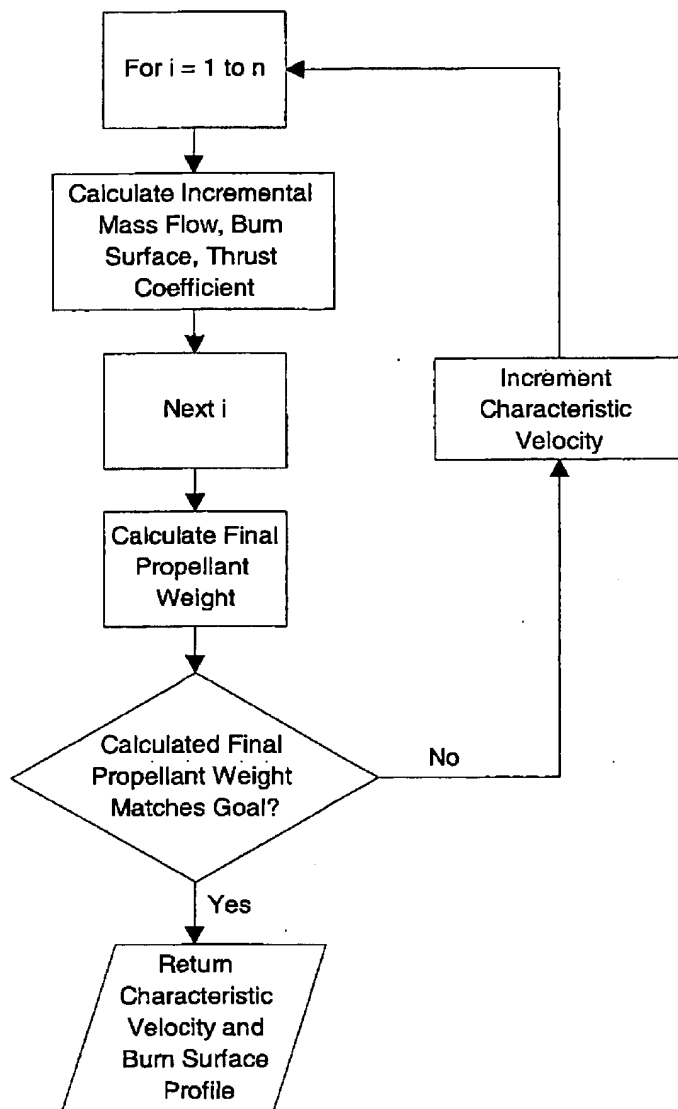 For i = 1 to n
Calculate Incremental
Mass Flow, Burn
Surface, Thrust
Coefficient
Next i
Increment
Characteristic
Velocity
Calculate Final
Propellant
Weight
Calculated Final
Propellant Weight
Matches Goal?
No
Yes
Return
Characteristic
Velocity and
Burn Surface
Profile